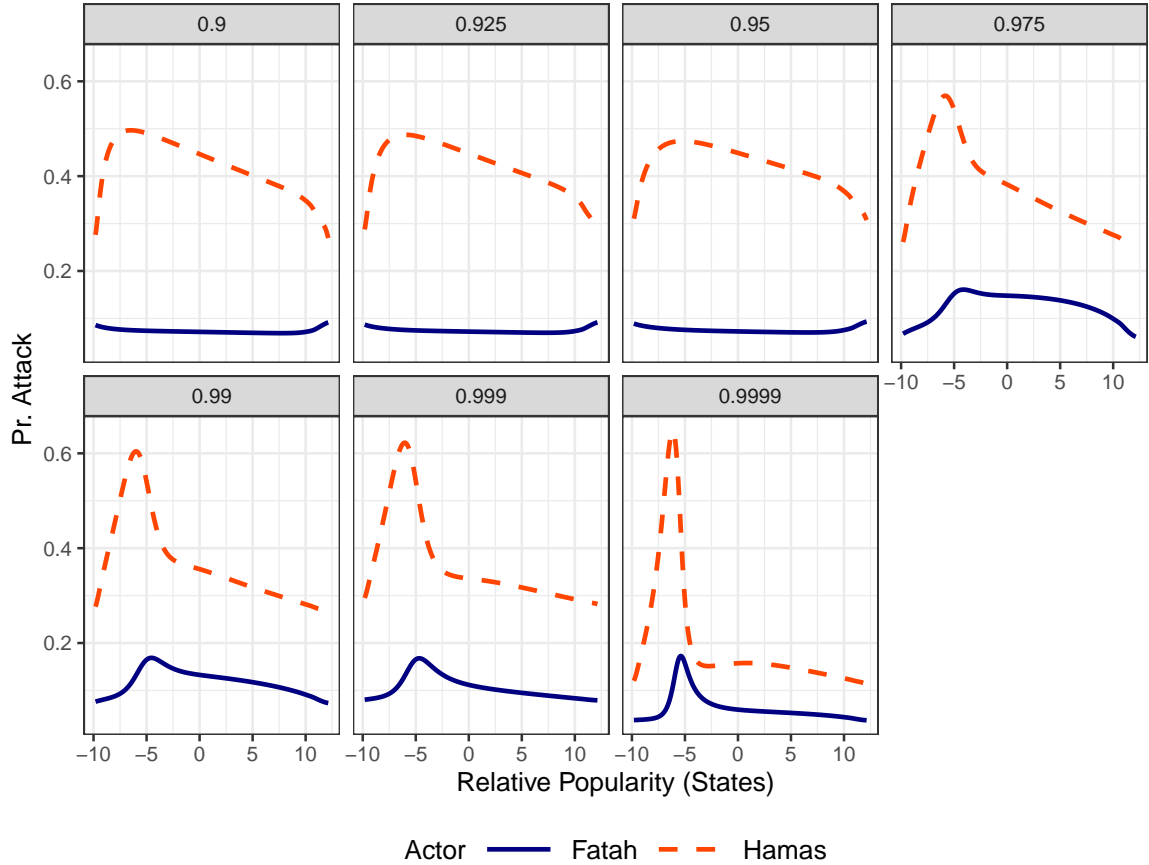 0.9 0.925 0.95 0.975
0.6
0.4
0.2
−10 −5 0 5 10
0.99 0.999 0.9999
0.6
0.4
0.2
−10 −5 0 5 10 −10 −5 0 5 10 −10 −5 0 5 10
Pr. Attack
Relative Popularity (States)
Actor Fatah Hamas